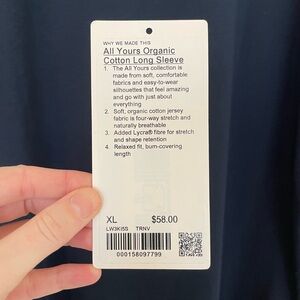 WHY WE MADE THIS
All Yours Organic
Cotton Long Sleeve
1. The All Yours collection is
made from soft, comfortable
fabrics and easy-to-wear
silhouettes that feel amazing
and go with just about
everything
2. Soft, organic cotton jersey
fabric is four-way stretch and
naturally breathable
3. Added Lycra® fibre for stretch
and shape retention
4. Relaxed fit, bum-covering
length
XL $58.00
LW3KI5S TRNV
000158097799